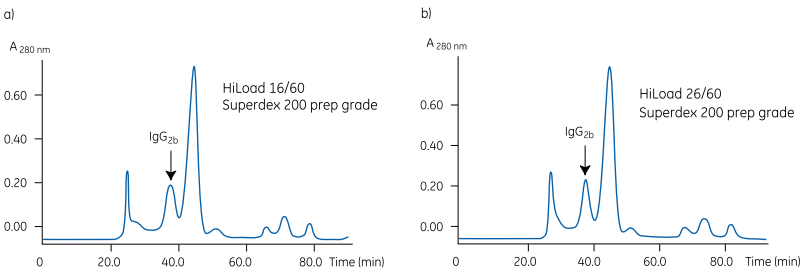 a)
A 280 nm
HiLoad 16/60
Superdex 200 prep grade
IgG2b
0.60
0.40
0.20
0.00
0 20.0 40.0 60.0 80.0 Time (min)
b)
A 280 nm
HiLoad 26/60
Superdex 200 prep grade
IgG2b
0.60
0.40
0.20
0.00
0 20.0 40.0 60.0 80.0 Time (min)